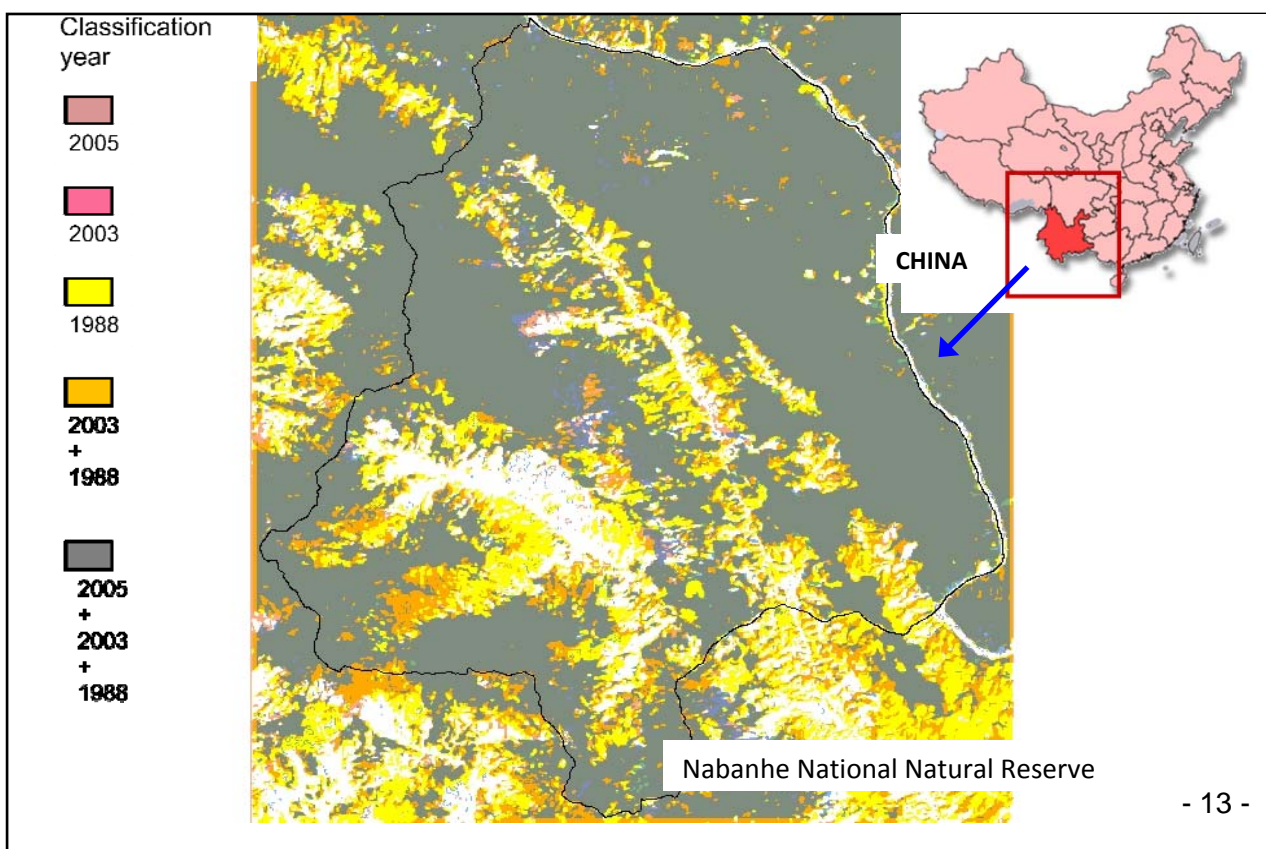 Classification
year
2005
2003
1988
2003
+
1988
2005
+
2003
+
1988
CHINA
Nabanhe National Natural Reserve
- 13 -